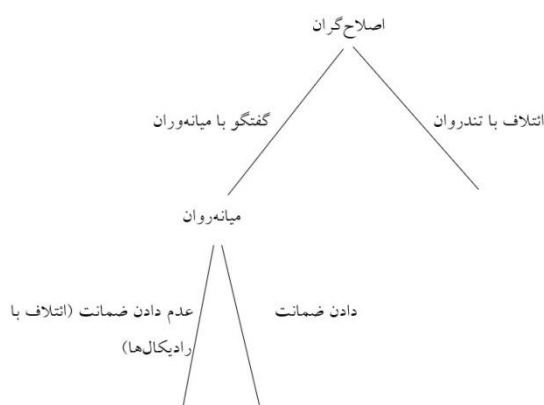 اصلاح‌گران
گفتگو با میانه‌وران
ائتلاف با تندروان
میانه‌روان
عدم دادن ضمانت (ائتلاف با
رادیکال‌ها)
دادن ضمانت